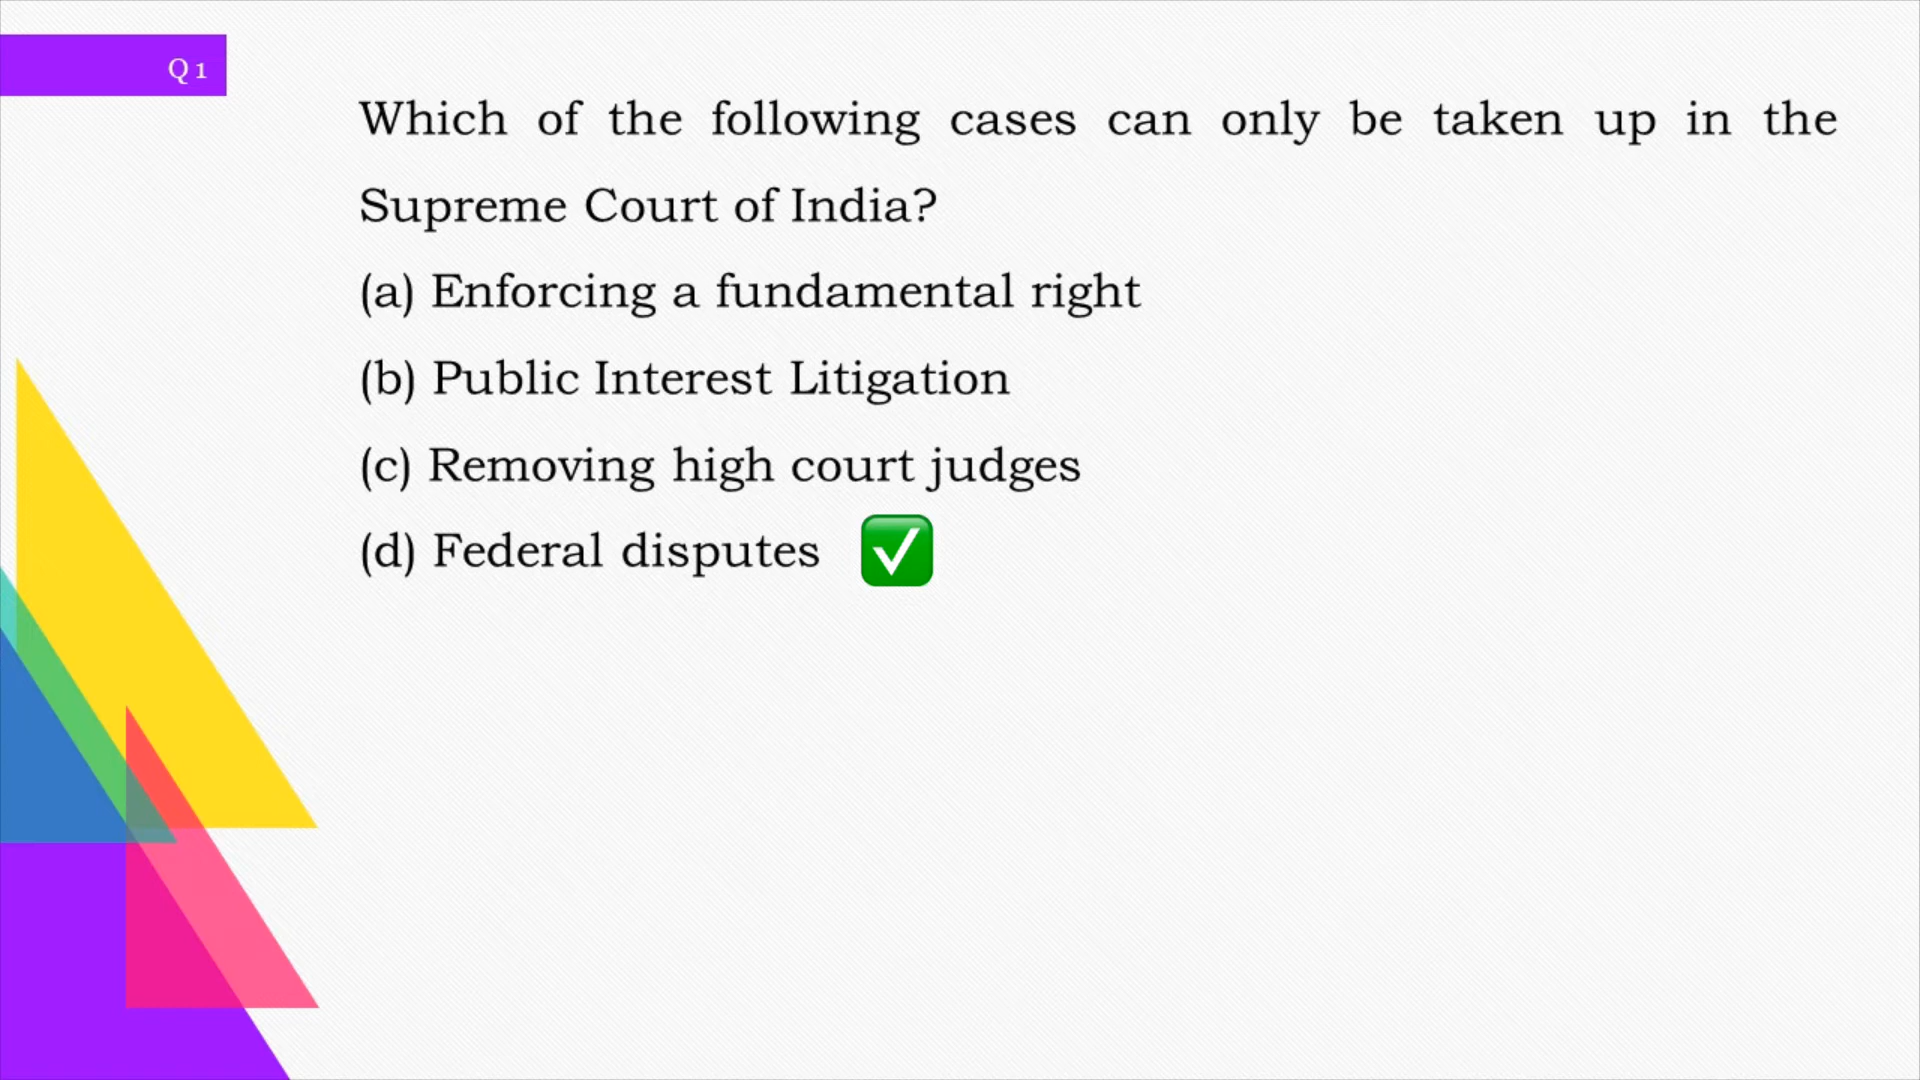 Q 1
Which of the following cases can only be taken up in the
Supreme Court of India?
(a) Enforcing a fundamental right
(b) Public Interest Litigation
(c) Removing high court judges
(d) Federal disputes ✅